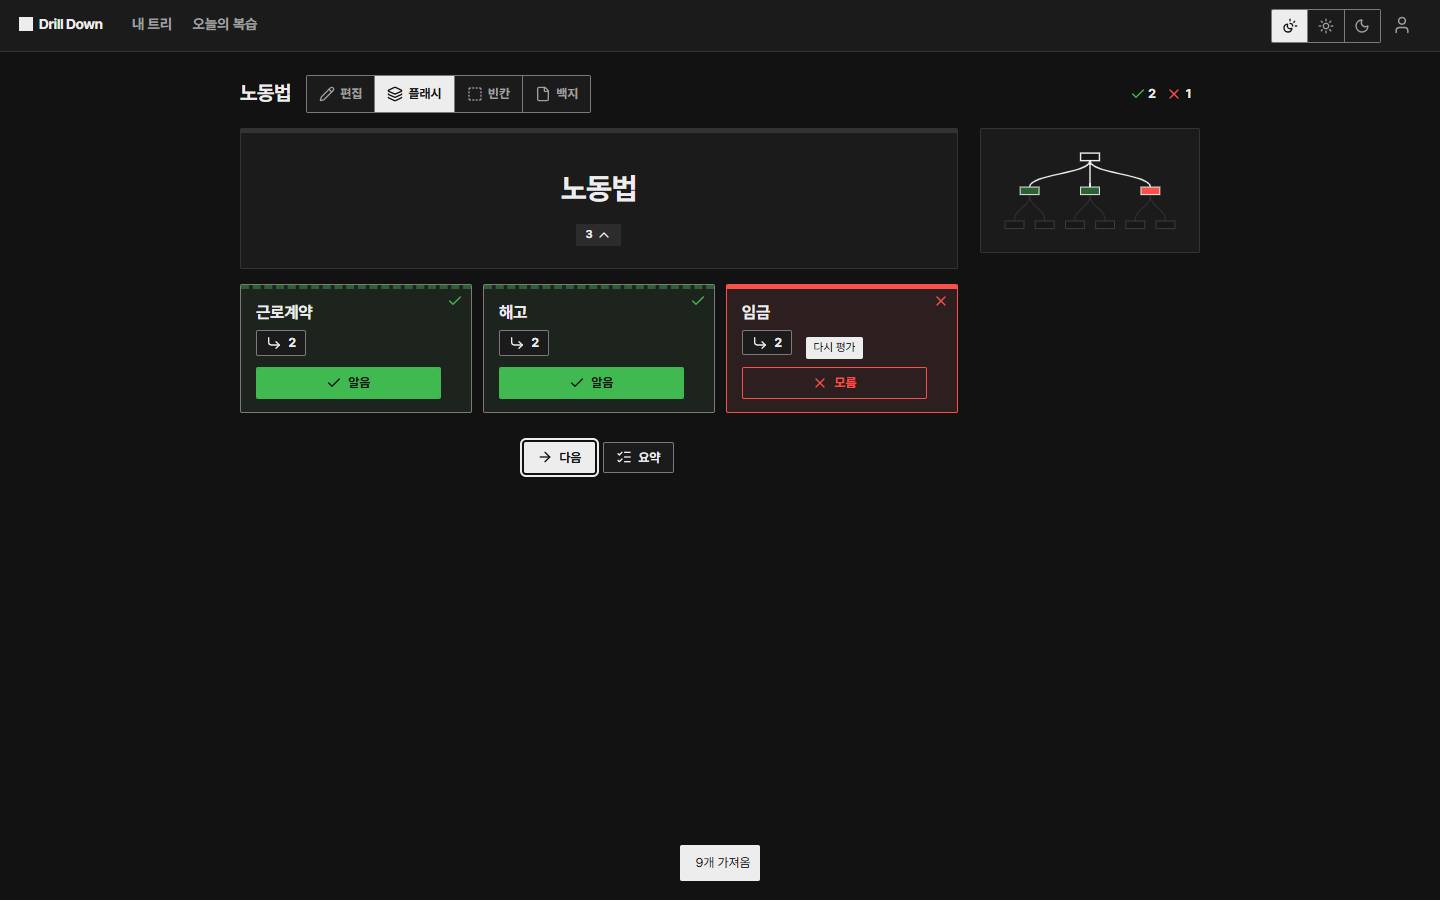 Drill Down 내 트리 오늘의 복습
노동법 편집 플래시 빈칸 백지 2 1
노동법
3
근로계약
2
알음
해고
2
알음
임금
2 다시 평가
모름
다음 요약
9개 가져옴